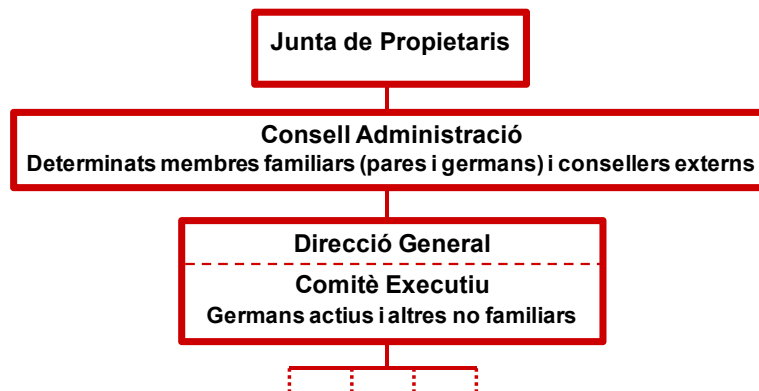 Junta de Propietaris
Consell Administració
Determinats membres familiars (pares i germans) i consellers externs
Direcció General
Comitè Executiu
Germans actius i altres no familiars